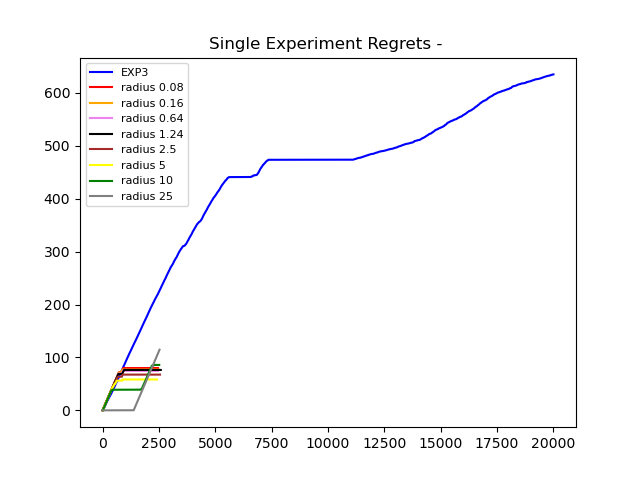 Single Experiment Regrets -
EXP3
radius 0.08
radius 0.16
radius 0.64
radius 1.24
radius 2.5
radius 5
radius 10
radius 25
600
500
400
300
200
100
0
0 2500 5000 7500 10000 12500 15000 17500 20000